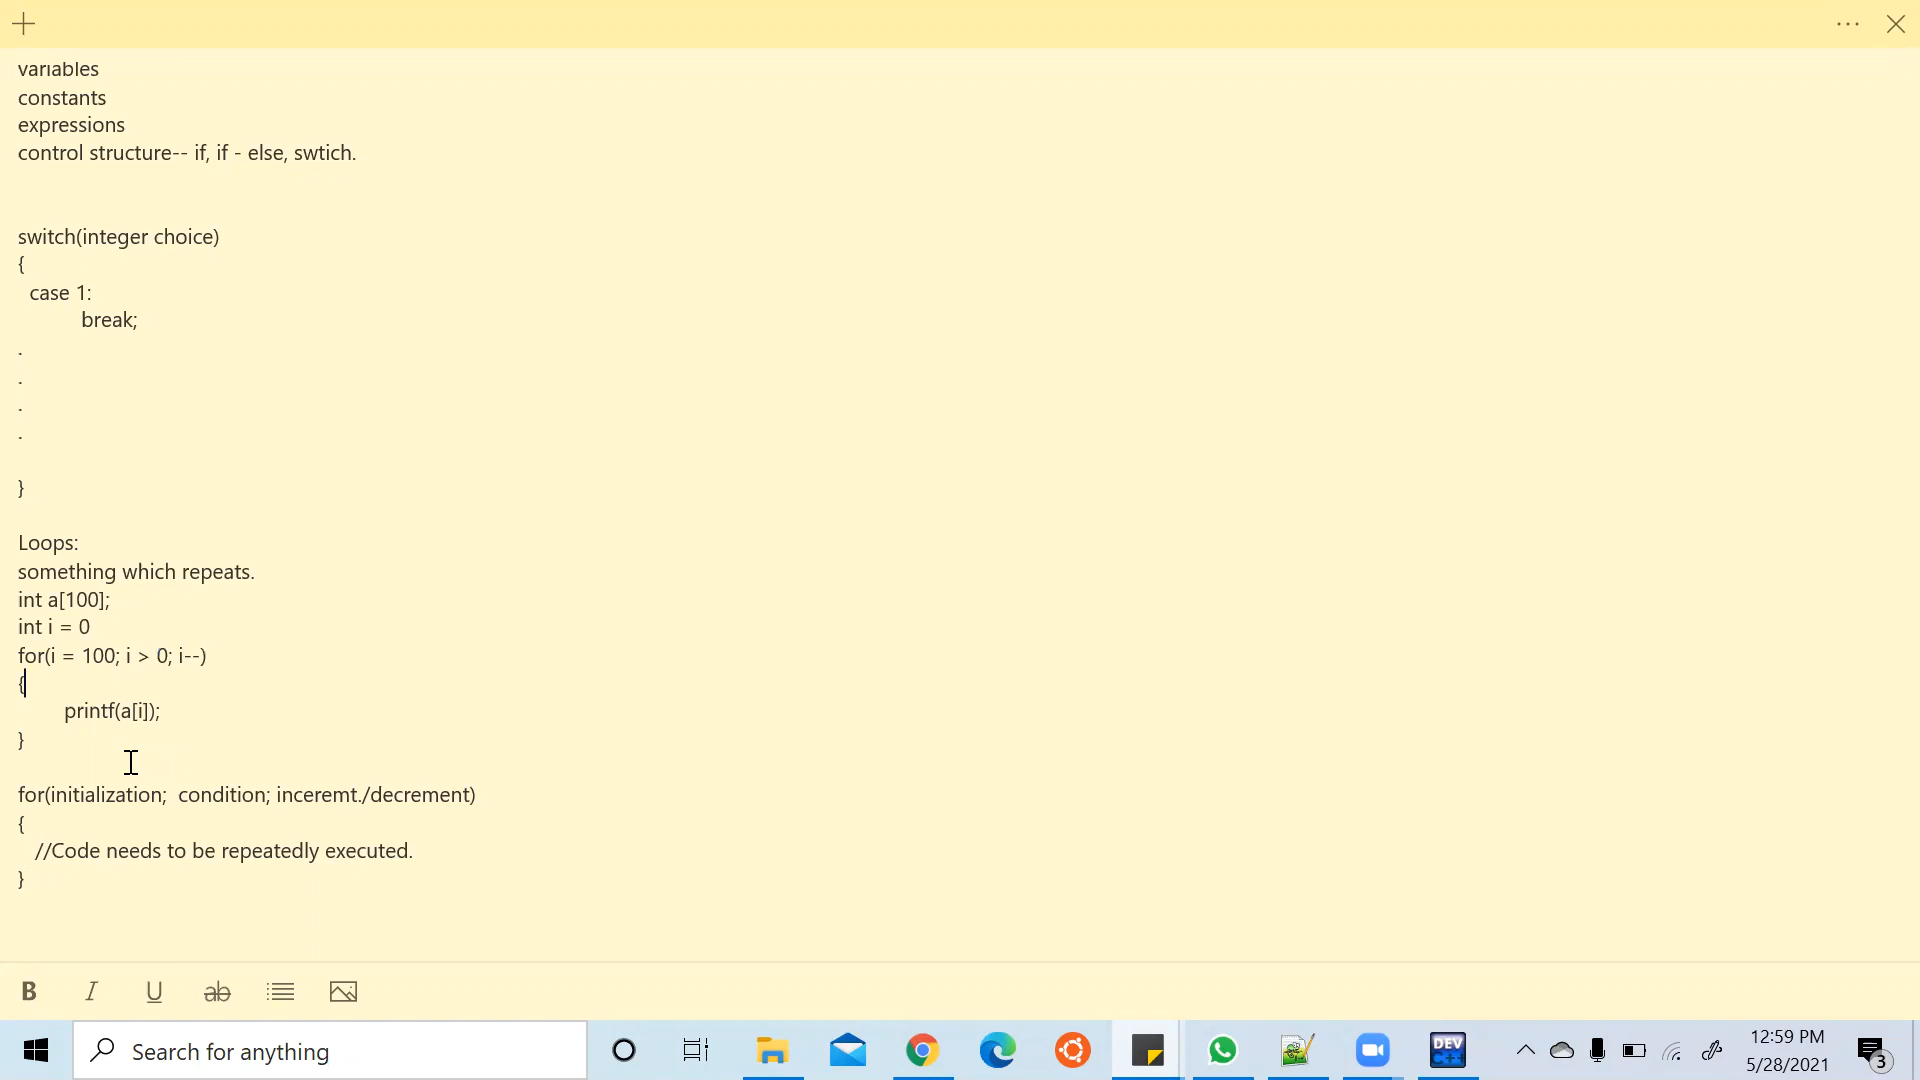 variables
constants
expressions
control structure-- if, if - else, swtich.
switch(integer choice)
{
case 1:
break;
.
.
.
.
}
Loops:
something which repeats.
int a[100];
int i = 0
for(i = 100; i > 0; i--)
{
printf(a[i]);
}
for(initialization;  condition; inceremt./decrement)
{
//Code needs to be repeatedly executed.
}
B I U ab
Search for anything
DEV
C++
12:59 PM
5/28/2021
3